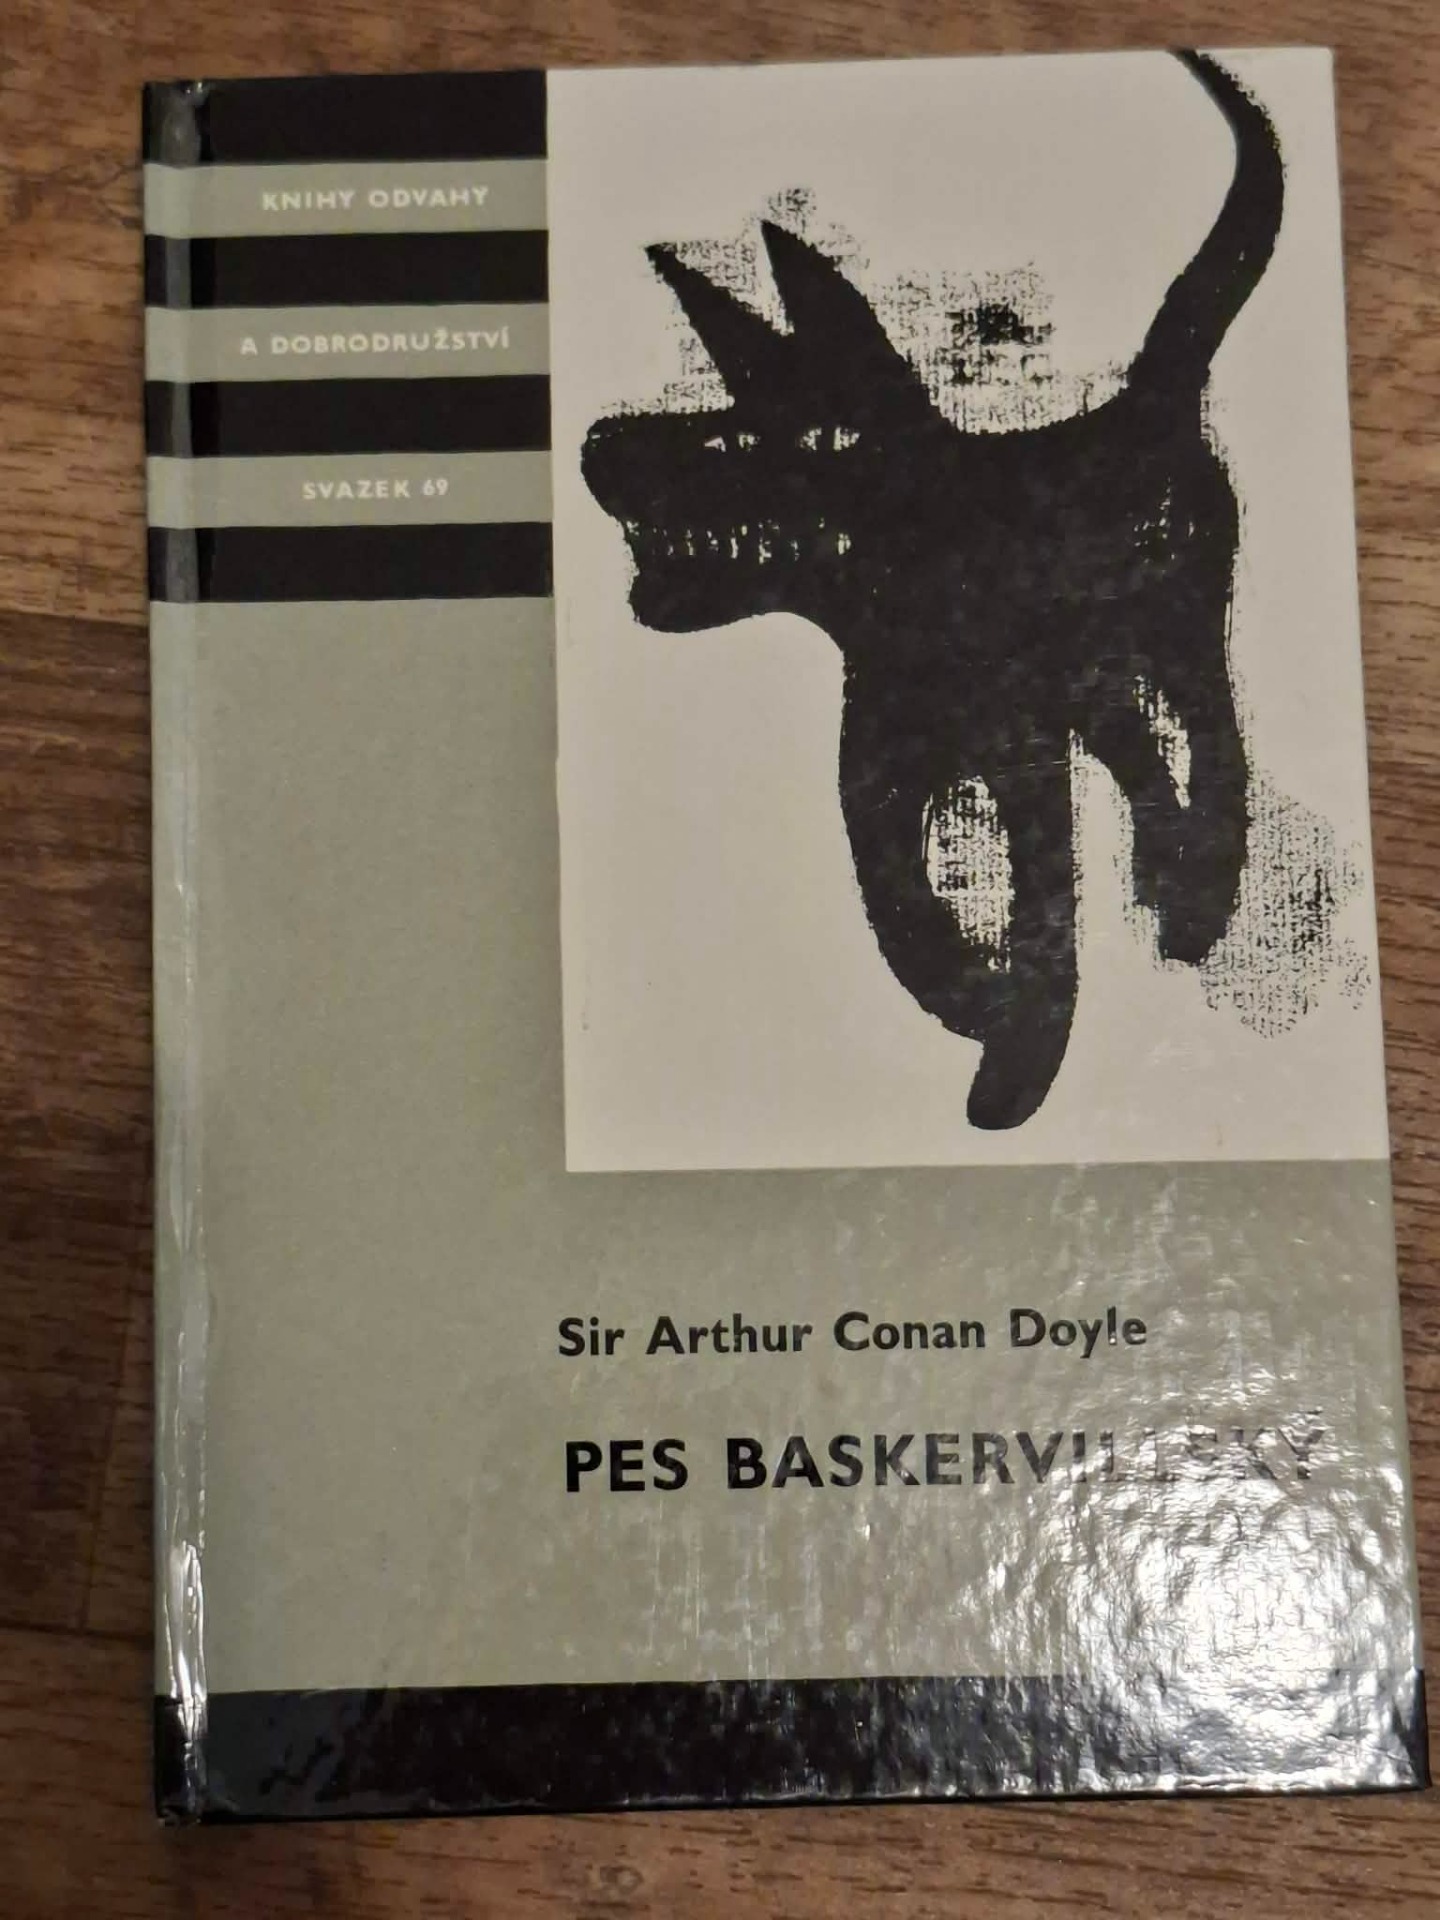 KNIHY ODVAHY
A DOBRODRUŽSTVÍ
SVAZEK 69
Sir Arthur Conan Doyle
PES BASKERVILLSKÝ